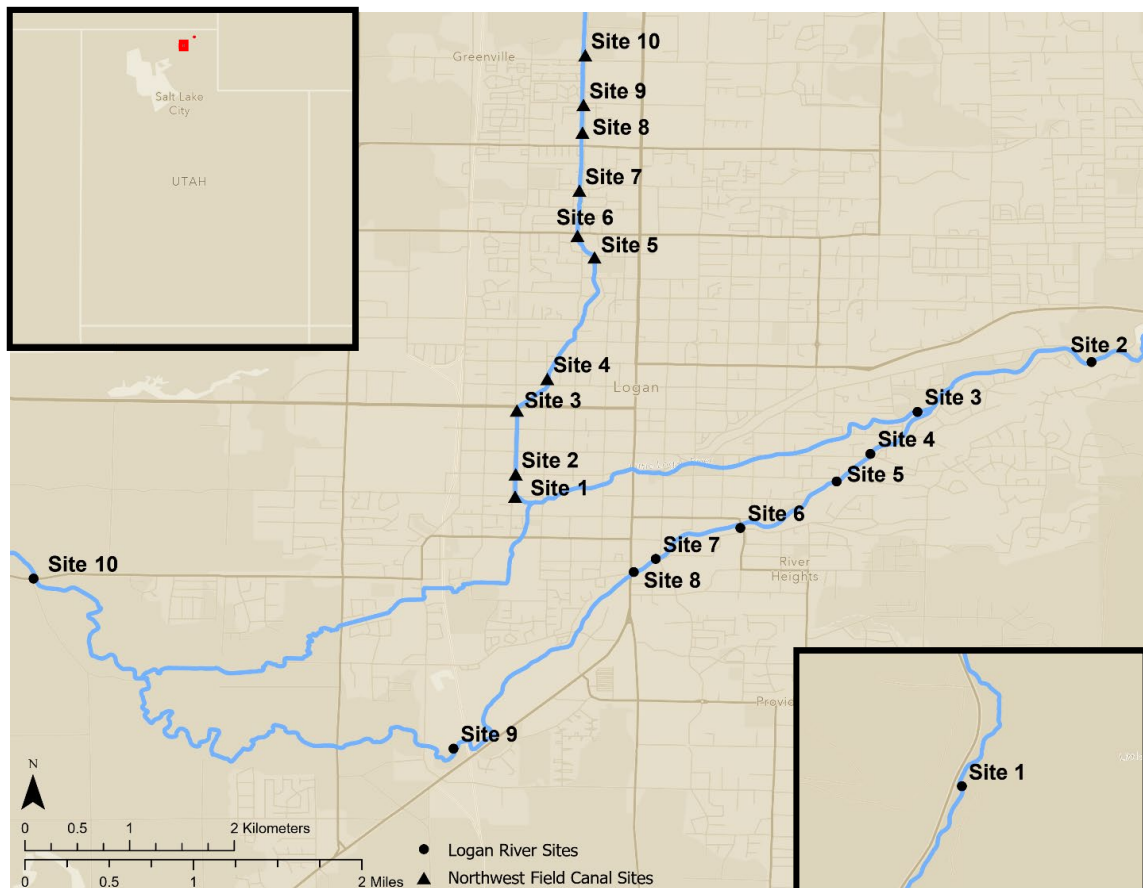 Salt Lake
City
UTAH
Greenville
Site 10
Site 9
Site 8
Site 7
Site 6
Site 5
Site 4
Site 3
Site 2
Site 1
Logan
Site 2
Site 3
Site 4
Site 5
Site 6
Site 7
Site 8
River
Heights
Site 10
Site 9
Provid
Site 1
N
0 0.5 1 2 Kilometers
0 0.5 1 2 Miles
Logan River Sites
Northwest Field Canal Sites